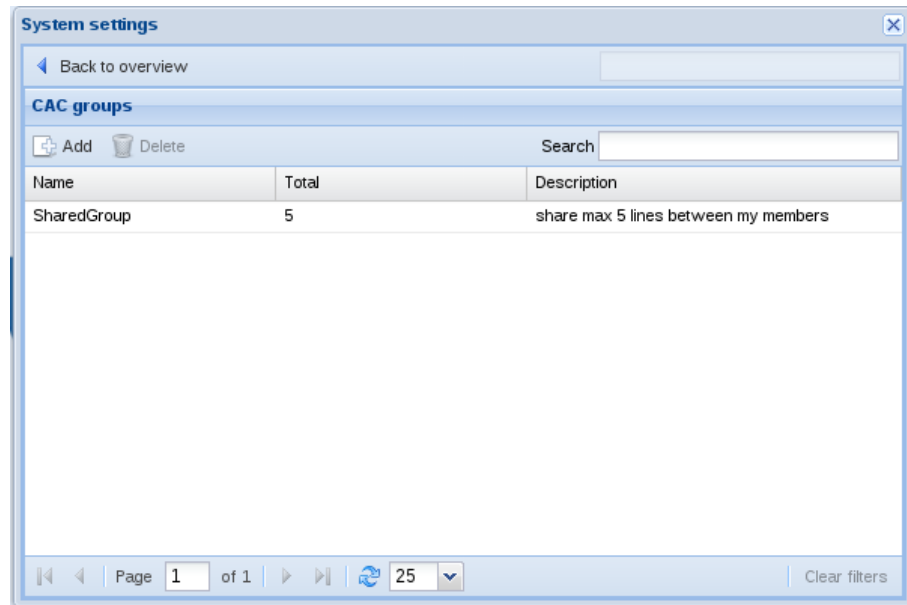 System settings
Back to overview
CAC groups
Add Delete Search
Name Total Description
SharedGroup 5 share max 5 lines between my members
Page 1 of 1 25 Clear filters